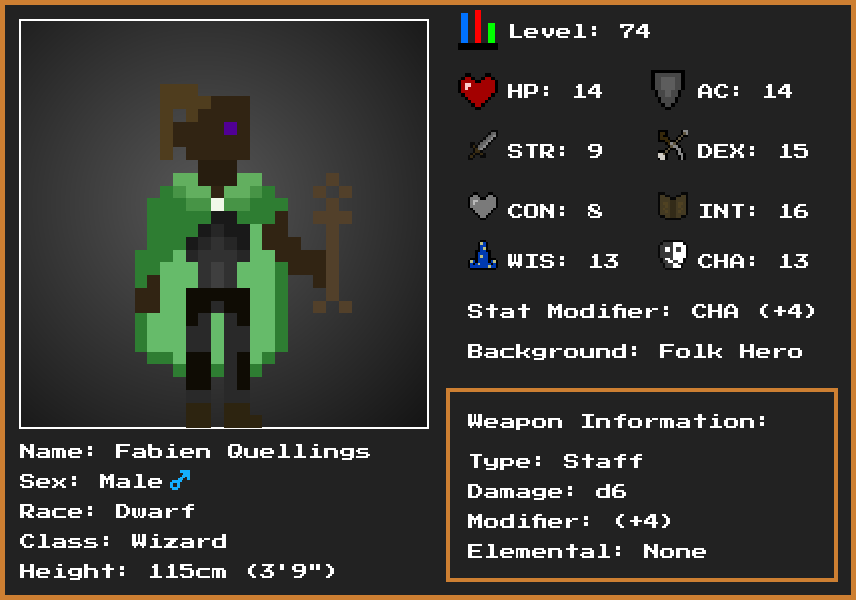 Level: 74
HP: 14 AC: 14
STR: 9 DEX: 15
CON: 8 INT: 16
WIS: 13 CHA: 13
Stat Modifier: CHA (+4)
Background: Folk Hero
Weapon Information:
Type: Staff
Damage: d6
Modifier: (+4)
Elemental: None
Name: Fabien Quellings
Sex: Male♂
Race: Dwarf
Class: Wizard
Height: 115cm (3'9")